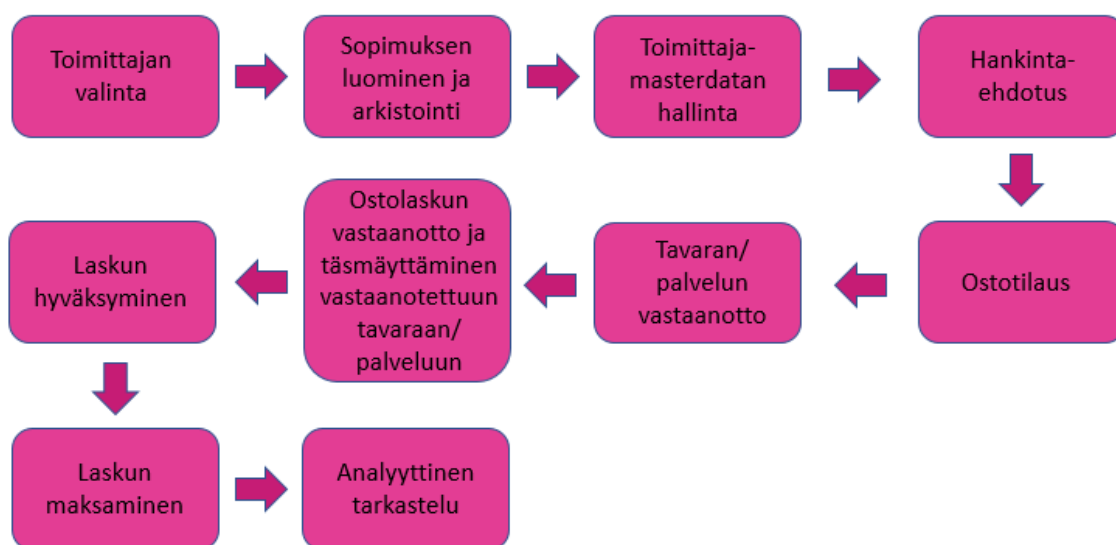 Toimittajan
valinta
Sopimuksen
luominen ja
arkistointi
Toimittaja-
masterdatan
hallinta
Hankinta-
ehdotus
Ostotilaus
Tavaran/
palvelun
vastaanotto
Ostolaskun
vastaanotto ja
täsmäyttäminen
vastaanotettuun
tavaraan/
palveluun
Laskun
hyväksyminen
Laskun
maksaminen
Analyyttinen
tarkastelu